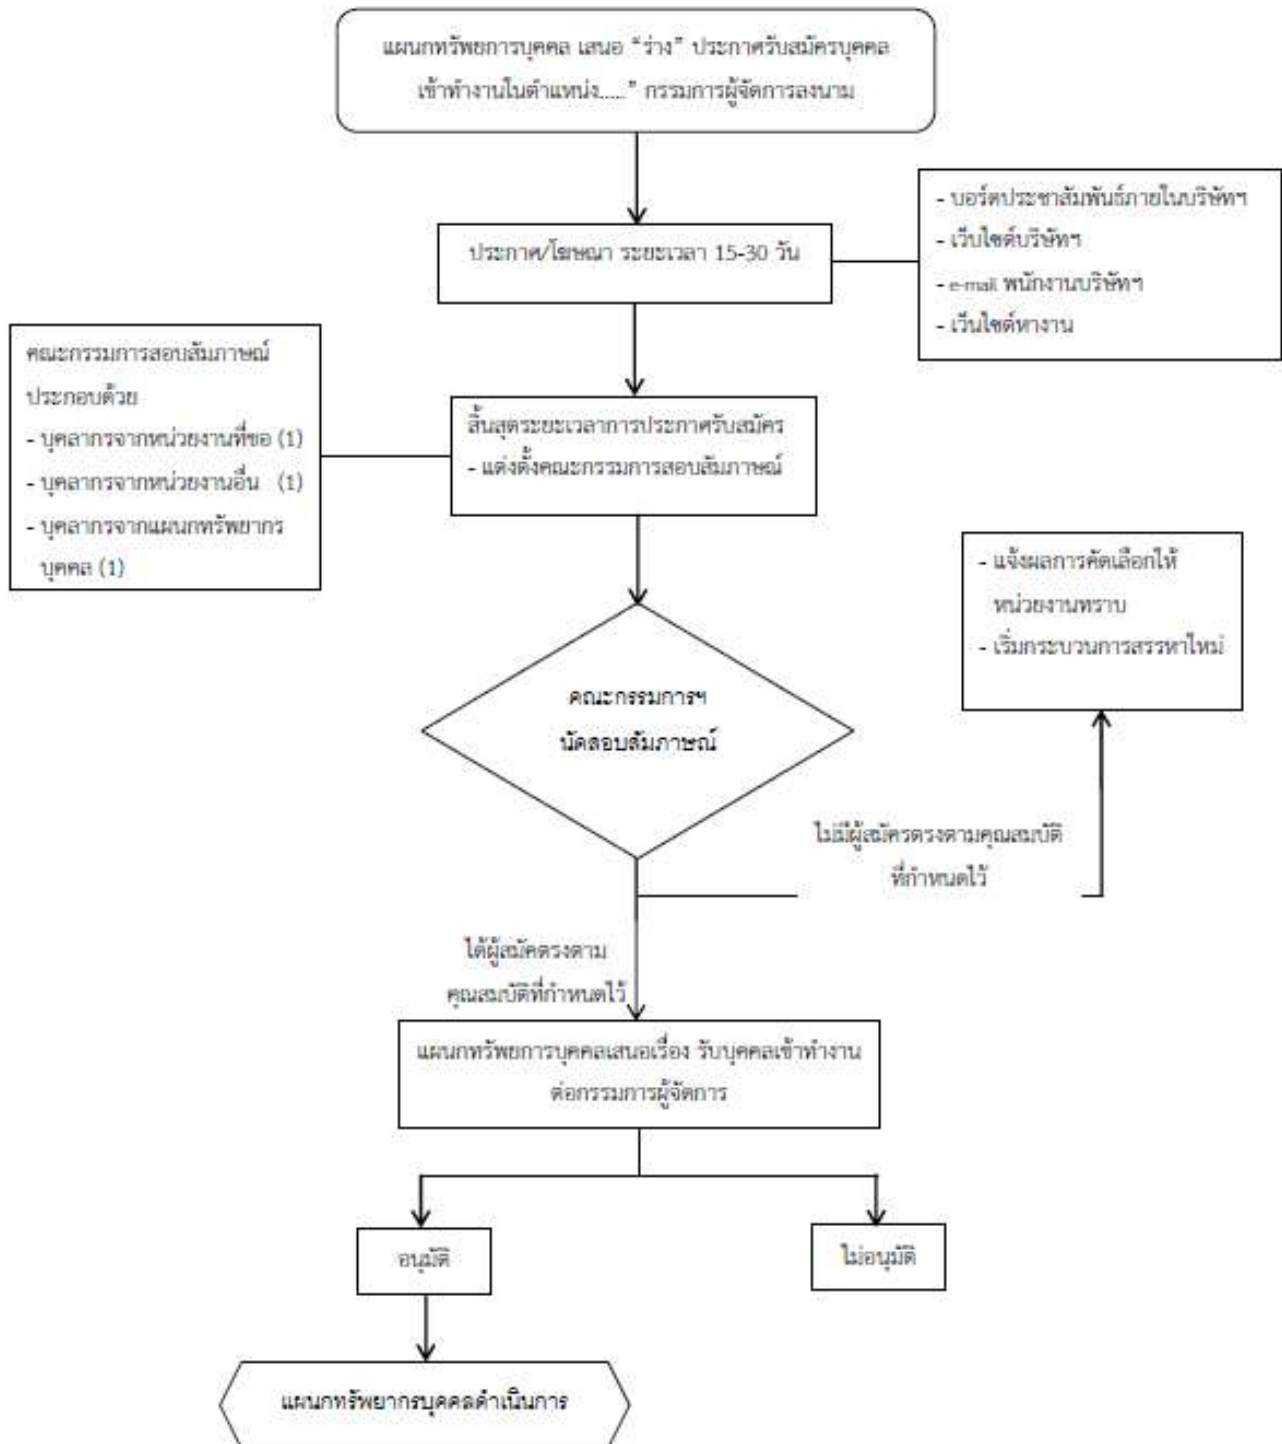 แผนกทรัพยการบุคคล เสนอ “ร่าง” ประกาศรับสมัครบุคคล
เข้าทำงานในตำแหน่ง.....” กรรมการผู้จัดการลงนาม
ประกาศ/โฆษณา ระยะเวลา 15-30 วัน
- บอร์ดประชาสัมพันธ์ภายในบริษัทฯ
- เว็บไซต์บริษัทฯ
- e-mail พนักงานบริษัทฯ
- เว็บไซต์หางาน
คณะกรรมการสอบสัมภาษณ์
ประกอบด้วย
- บุคลากรจากหน่วยงานที่ขอ (1)
- บุคลากรจากหน่วยงานอื่น (1)
- บุคลากรจากแผนกทรัพยากร
บุคคล (1)
สิ้นสุดระยะเวลาการประกาศรับสมัคร
- แต่งตั้งคณะกรรมการสอบสัมภาษณ์
คณะกรรมการฯ
นัดสอบสัมภาษณ์
- แจ้งผลการคัดเลือกให้
หน่วยงานทราบ
- เริ่มกระบวนการสรรหาใหม่
ไม่มีผู้สมัครตรงตามคุณสมบัติ
ที่กำหนดไว้
ได้ผู้สมัคตรงตาม
คุณสมบัติที่กำหนดไว้
แผนกทรัพยการบุคคลเสนอเรื่อง รับบุคคลเข้าทำงาน
ต่อกรรมการผู้จัดการ
อนุมัติ
ไม่อนุมัติ
แผนกทรัพยากรบุคคลดำเนินการ